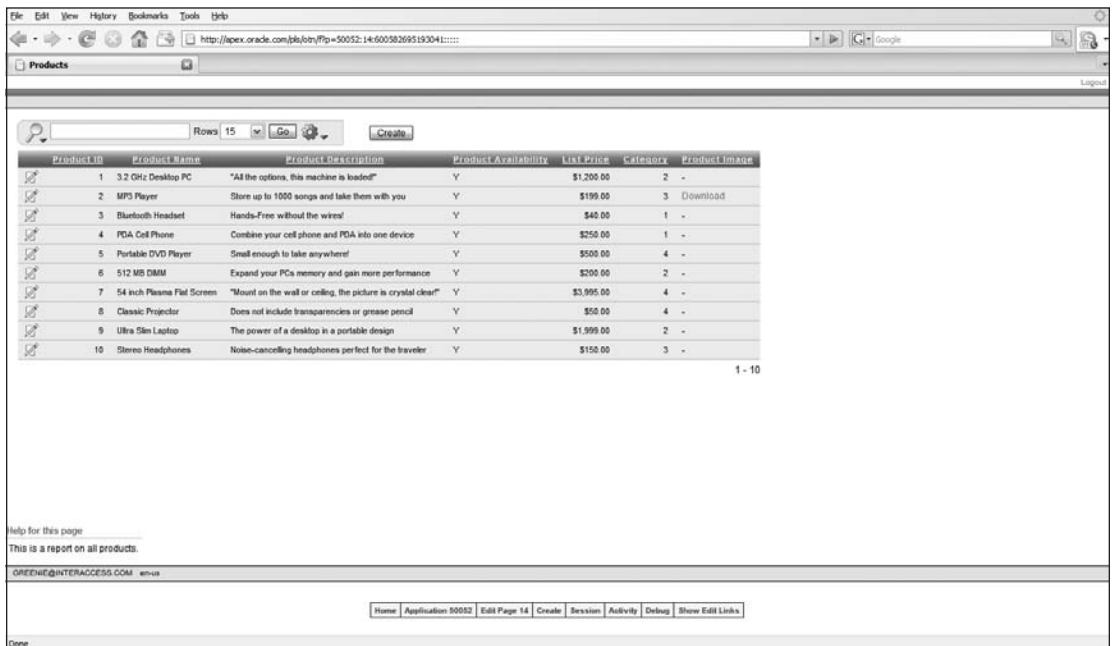 File Edit View History Bookmarks Tools Help
http://apex.oracle.com/pls/otn/f?p=50052:14:600582695193041:::::
Google
Products
Logout
Rows 15 Go Create
Product ID Product Name Product Description Product Availability List Price Category Product Image
1 3.2 GHz Desktop PC "All the options, this machine is loaded!" Y $1,200.00 2 -
2 MP3 Player Store up to 1000 songs and take them with you Y $199.00 3 Download
3 Bluetooth Headset Hands-Free without the wires! Y $40.00 1 -
4 PDA Cell Phone Combine your cell phone and PDA into one device Y $250.00 1 -
5 Portable DVD Player Small enough to take anywhere! Y $500.00 4 -
6 512 MB DIMM Expand your PCs memory and gain more performance Y $200.00 2 -
7 54 inch Plasma Flat Screen "Mount on the wall or ceiling, the picture is crystal clear!" Y $3,995.00 4 -
8 Classic Projector Does not include transparencies or grease pencil Y $50.00 4 -
9 Ultra Slim Laptop The power of a desktop in a portable design Y $1,999.00 2 -
10 Stereo Headphones Noise-cancelling headphones perfect for the traveler Y $150.00 3 -
1 - 10
Help for this page
This is a report on all products.
GREENIE@INTERACCESS.COM en-us
Home Application 50052 Edit Page 14 Create Session Activity Debug Show Edit Links
Done